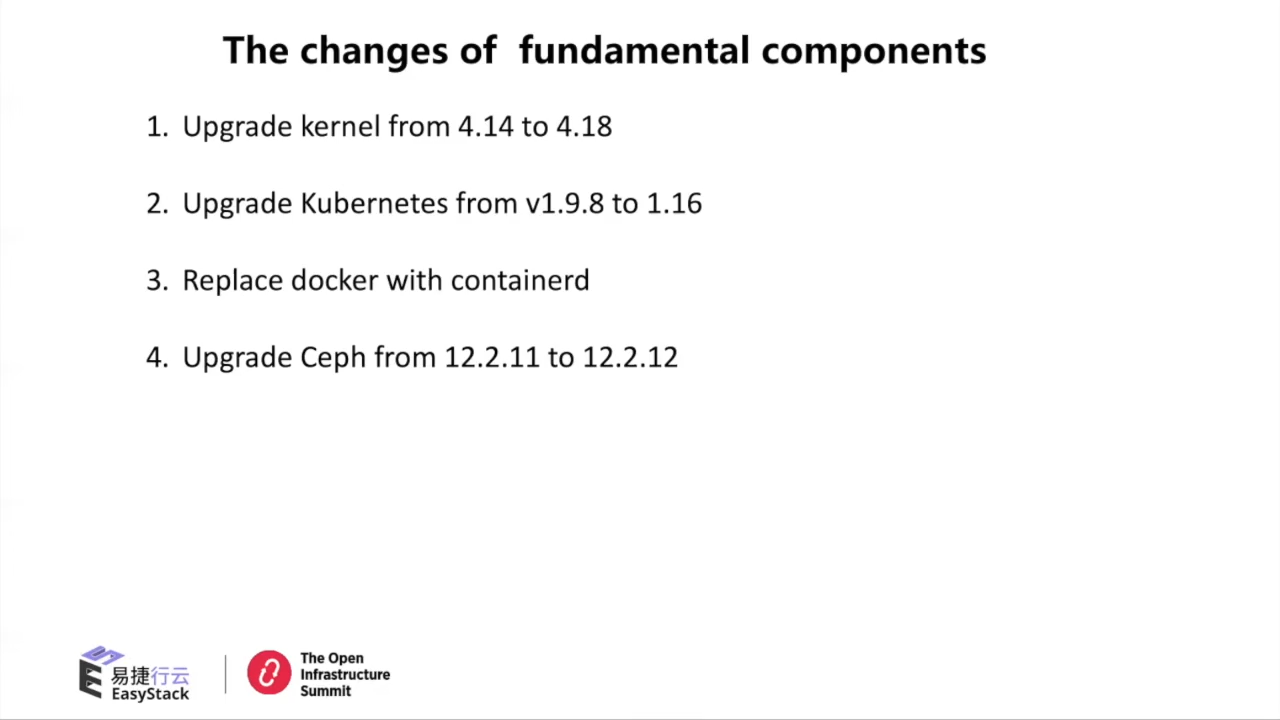 The changes of  fundamental components
1. Upgrade kernel from 4.14 to 4.18
2. Upgrade Kubernetes from v1.9.8 to 1.16
3. Replace docker with containerd
4. Upgrade Ceph from 12.2.11 to 12.2.12
易捷行云
EasyStack
The Open
Infrastructure
Summit